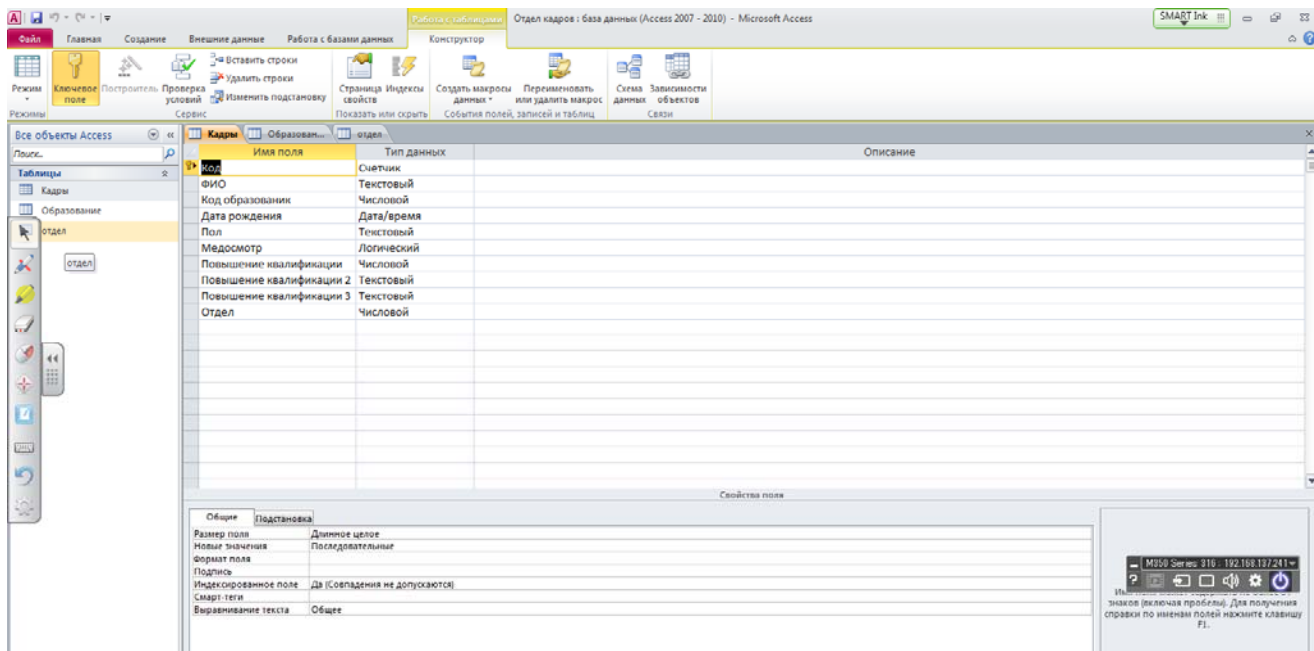 Работа с таблицами Отдел кадров : база данных (Access 2007 - 2010) - Microsoft Access SMART Ink
Файл Главная Создание Внешние данные Работа с базами данных Конструктор
Режим Ключевое поле Построитель Проверка условий Вставить строки Удалить строки Изменить подстановку Страница свойств Индексы Создать макросы данных Переименовать или удалить макрос Схема данных Зависимости объектов
Режимы Сервис Показать или скрыть События полей, записей и таблиц Связи
Все объекты Access Кадры Образован... отдел
Поиск... Имя поля Тип данных Описание
Таблицы Код Счетчик
Кадры ФИО Текстовый
Код образования Числовой
Образование Дата рождения Дата/время
отдел Пол Текстовый
Медосмотр Логический
отдел Повышение квалификации Числовой
Повышение квалификации 2 Текстовый
Повышение квалификации 3 Текстовый
Отдел Числовой
Свойства поля
Общие Подстановка
Размер поля Длинное целое
Новые значения Последовательные
Формат поля
Подпись
Индексированное поле Да (Совпадения не допускаются)
Смарт-теги
Выравнивание текста Общее
M350 Series 316 : 192.168.137.241
знаков (включая пробелы). Для получения
справки по именам полей нажмите клавишу
F1.